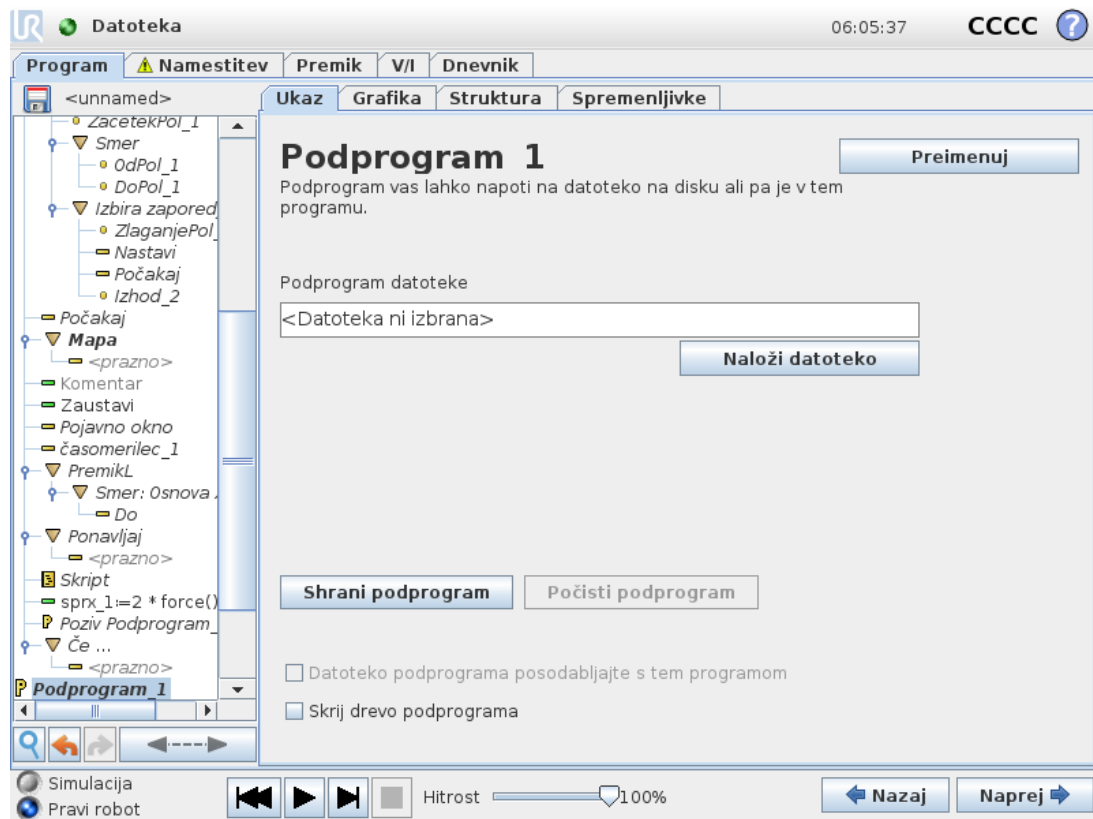 Datoteka
06:05:37
CCCC
?
Program
Namestitev
Premik
V/I
Dnevnik
<unnamed>
Ukaz
Grafika
Struktura
Spremenljivke
ZacetekPol_1
Smer
OdPol_1
DoPol_1
Izbira zapored
ZlaganjePol_
Nastavi
Počakaj
Izhod_2
Počakaj
Mapa
<prazno>
Komentar
Zaustavi
Pojavno okno
časomerilec_1
PremikL
Smer: Osnova
Do
Ponavljaj
<prazno>
Skript
sprx_1:=2 * force()
Poziv Podprogram_
Če ...
<prazno>
Podprogram_1
Podprogram 1
Preimenuj
Podprogram vas lahko napoti na datoteko na disku ali pa je v tem
programu.
Podprogram datoteke
<Datoteka ni izbrana>
Naloži datoteko
Shrani podprogram
Počisti podprogram
Datoteko podprograma posodabljajte s tem programom
Skrij drevo podprograma
Simulacija
Pravi robot
Hitrost
100%
Nazaj
Naprej